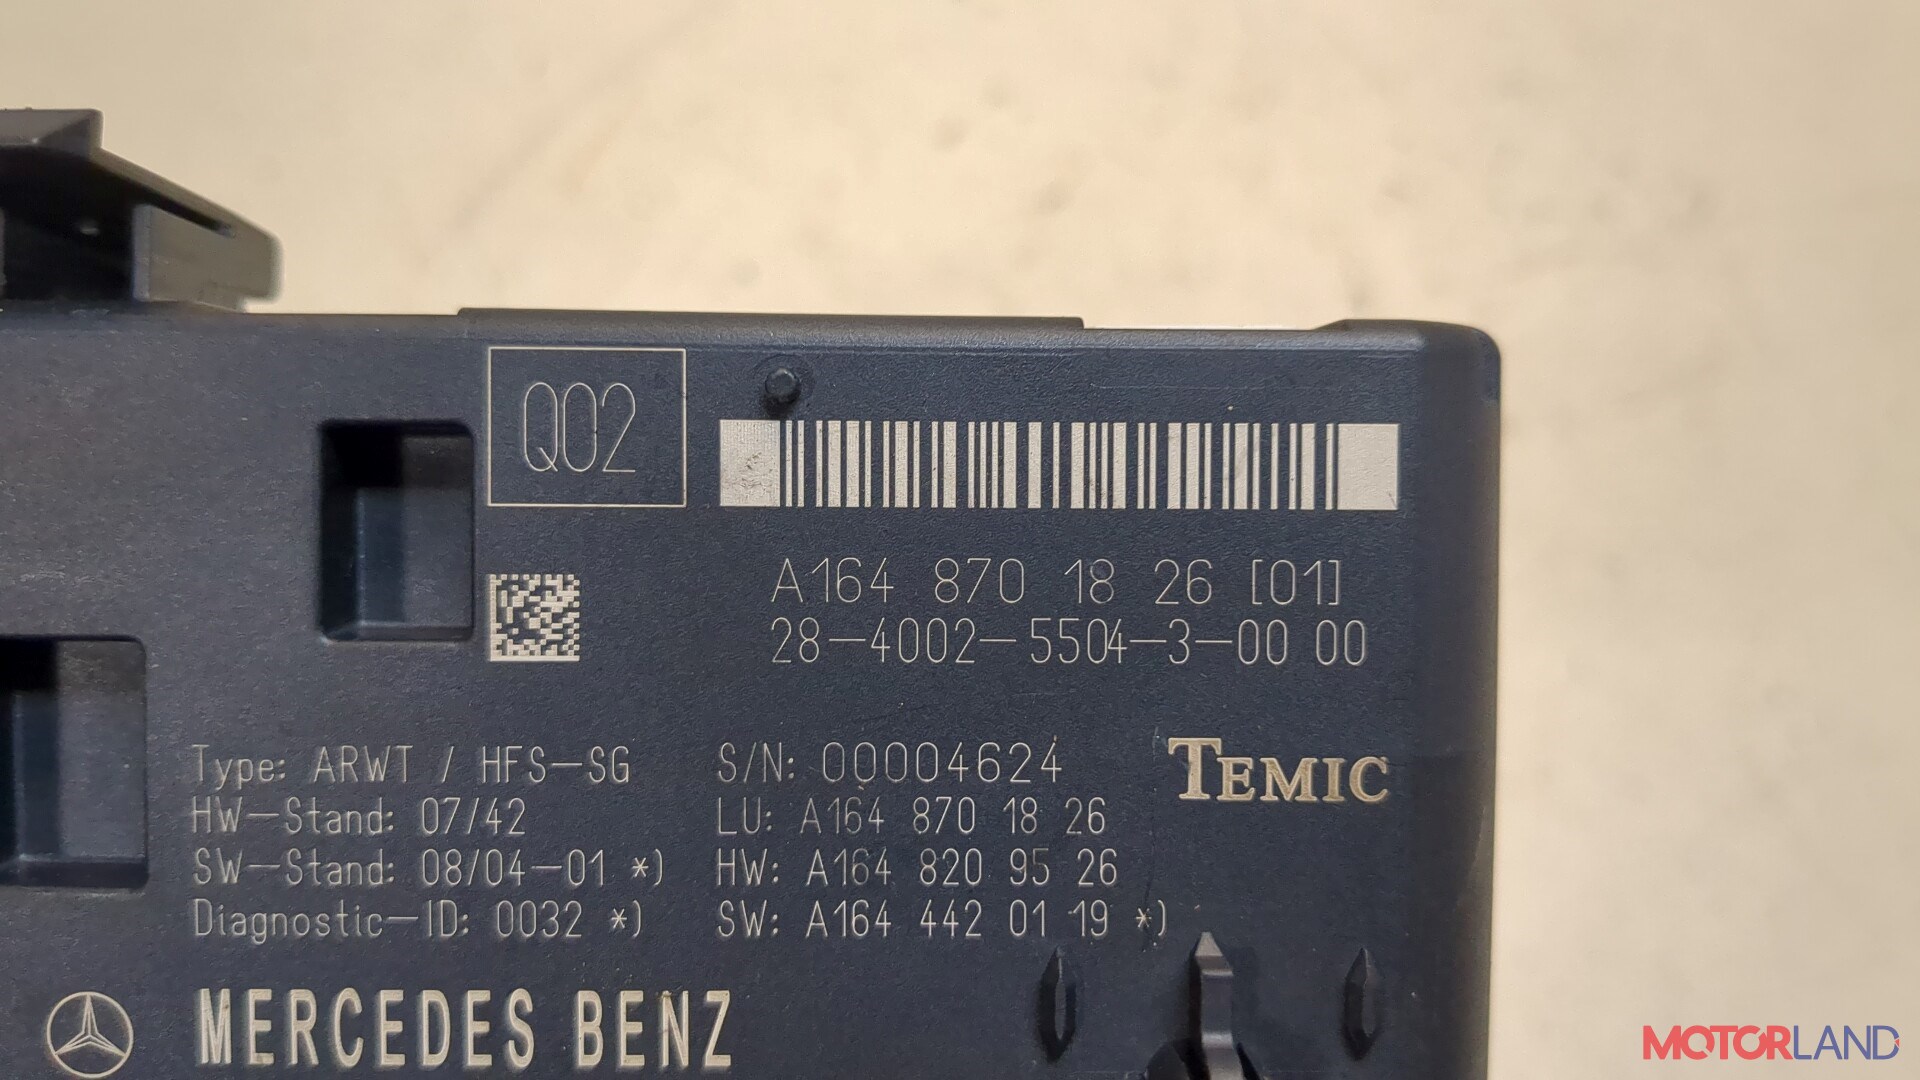 Q02
A164 870 18 26 [01]
28-4002-5504-3-00 00
Type: ARWT / HFS-SG
HW-Stand: 07/42
SW-Stand: 08/04-01 *)
Diagnostic-ID: 0032 *)
S/N: 00004624
LU: A164 870 18 26
HW: A164 820 95 26
SW: A164 442 01 19 *)
TEMIC
MERCEDES BENZ
MOTORLAND